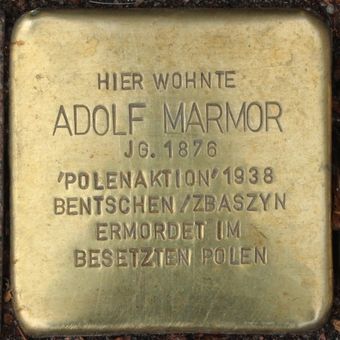 HIER WOHNTE
ADOLF MARMOR
JG. 1876
'POLENAKTION' 1938
BENTSCHEN/ZBASZYN
ERMORDET IM
BESETZTEN POLEN